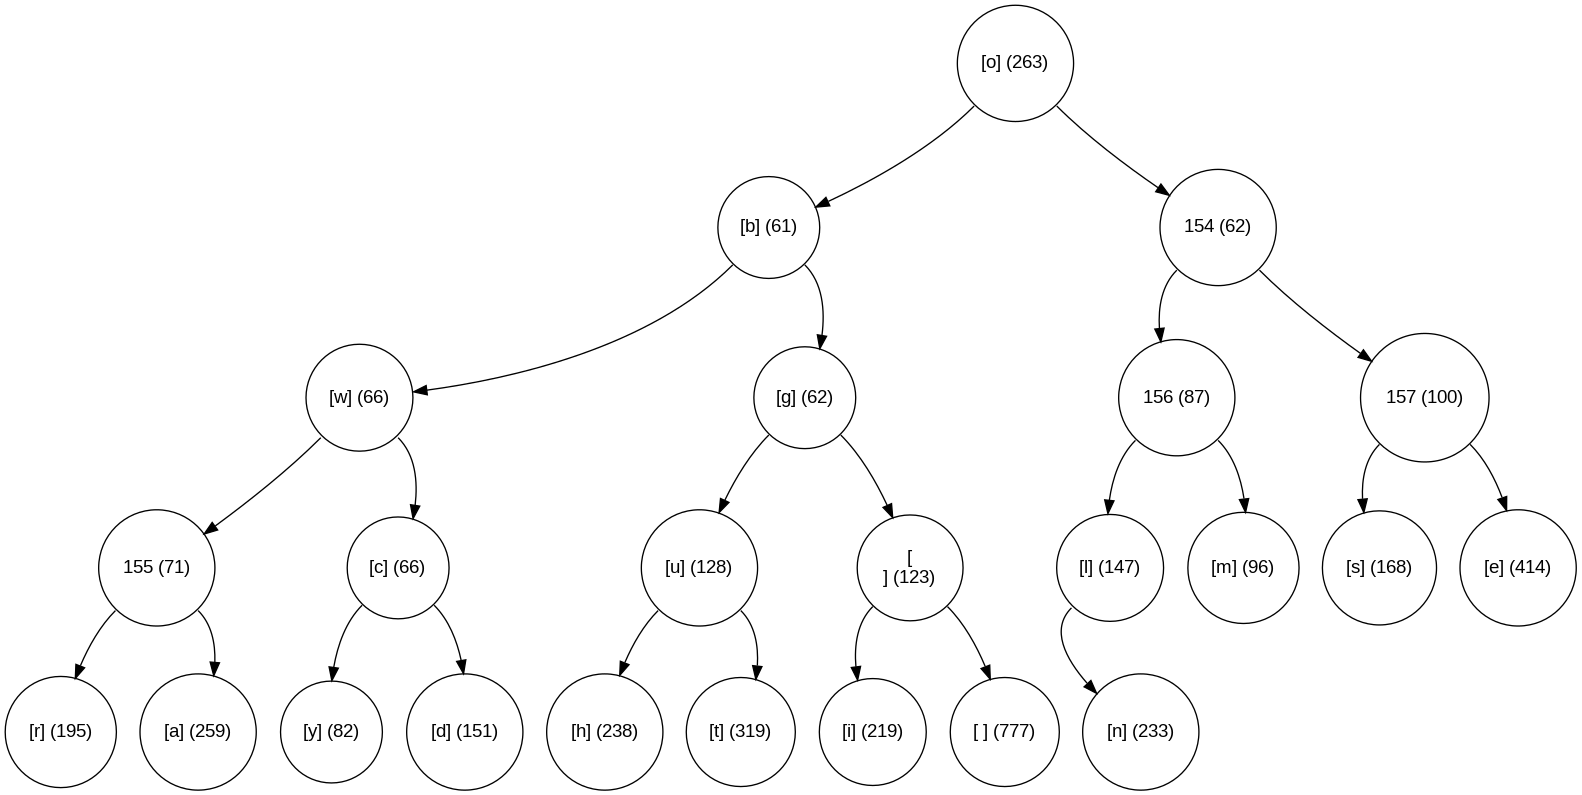 [o] (263)
[b] (61)
154 (62)
[w] (66)
[g] (62)
156 (87)
157 (100)
155 (71)
[c] (66)
[u] (128)
[
] (123)
[l] (147)
[m] (96)
[s] (168)
[e] (414)
[r] (195)
[a] (259)
[y] (82)
[d] (151)
[h] (238)
[t] (319)
[i] (219)
[ ] (777)
[n] (233)